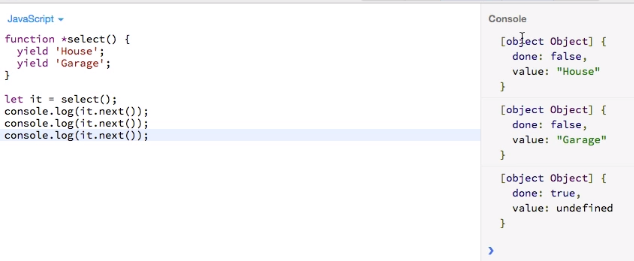 JavaScript
function *select() {
  yield 'House';
  yield 'Garage';
}
let it = select();
console.log(it.next());
console.log(it.next());
console.log(it.next());
Console
[object Object] {
  done: false,
  value: "House"
}
[object Object] {
  done: false,
  value: "Garage"
}
[object Object] {
  done: true,
  value: undefined
}